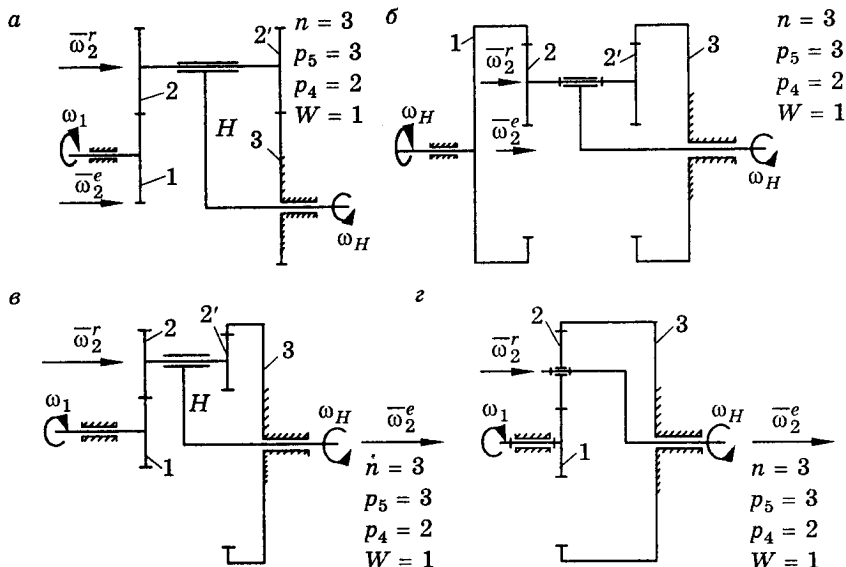 а
ω̅₂ʳ
2'
n = 3
p₅ = 3
p₄ = 2
W = 1
2
H
ω₁
3
ω̅₂ᵉ
1
ω_H
б
1
ω̅₂ʳ
2
2'
3
n = 3
p₅ = 3
p₄ = 2
W = 1
ω_H
ω̅₂ᵉ
ω_H
в
ω̅₂ʳ
2
2'
3
ω₁
H
ω_H
ω̅₂ᵉ
1
n = 3
p₅ = 3
p₄ = 2
W = 1
г
2
3
ω̅₂ʳ
ω₁
ω_H
ω̅₂ᵉ
1
n = 3
p₅ = 3
p₄ = 2
W = 1